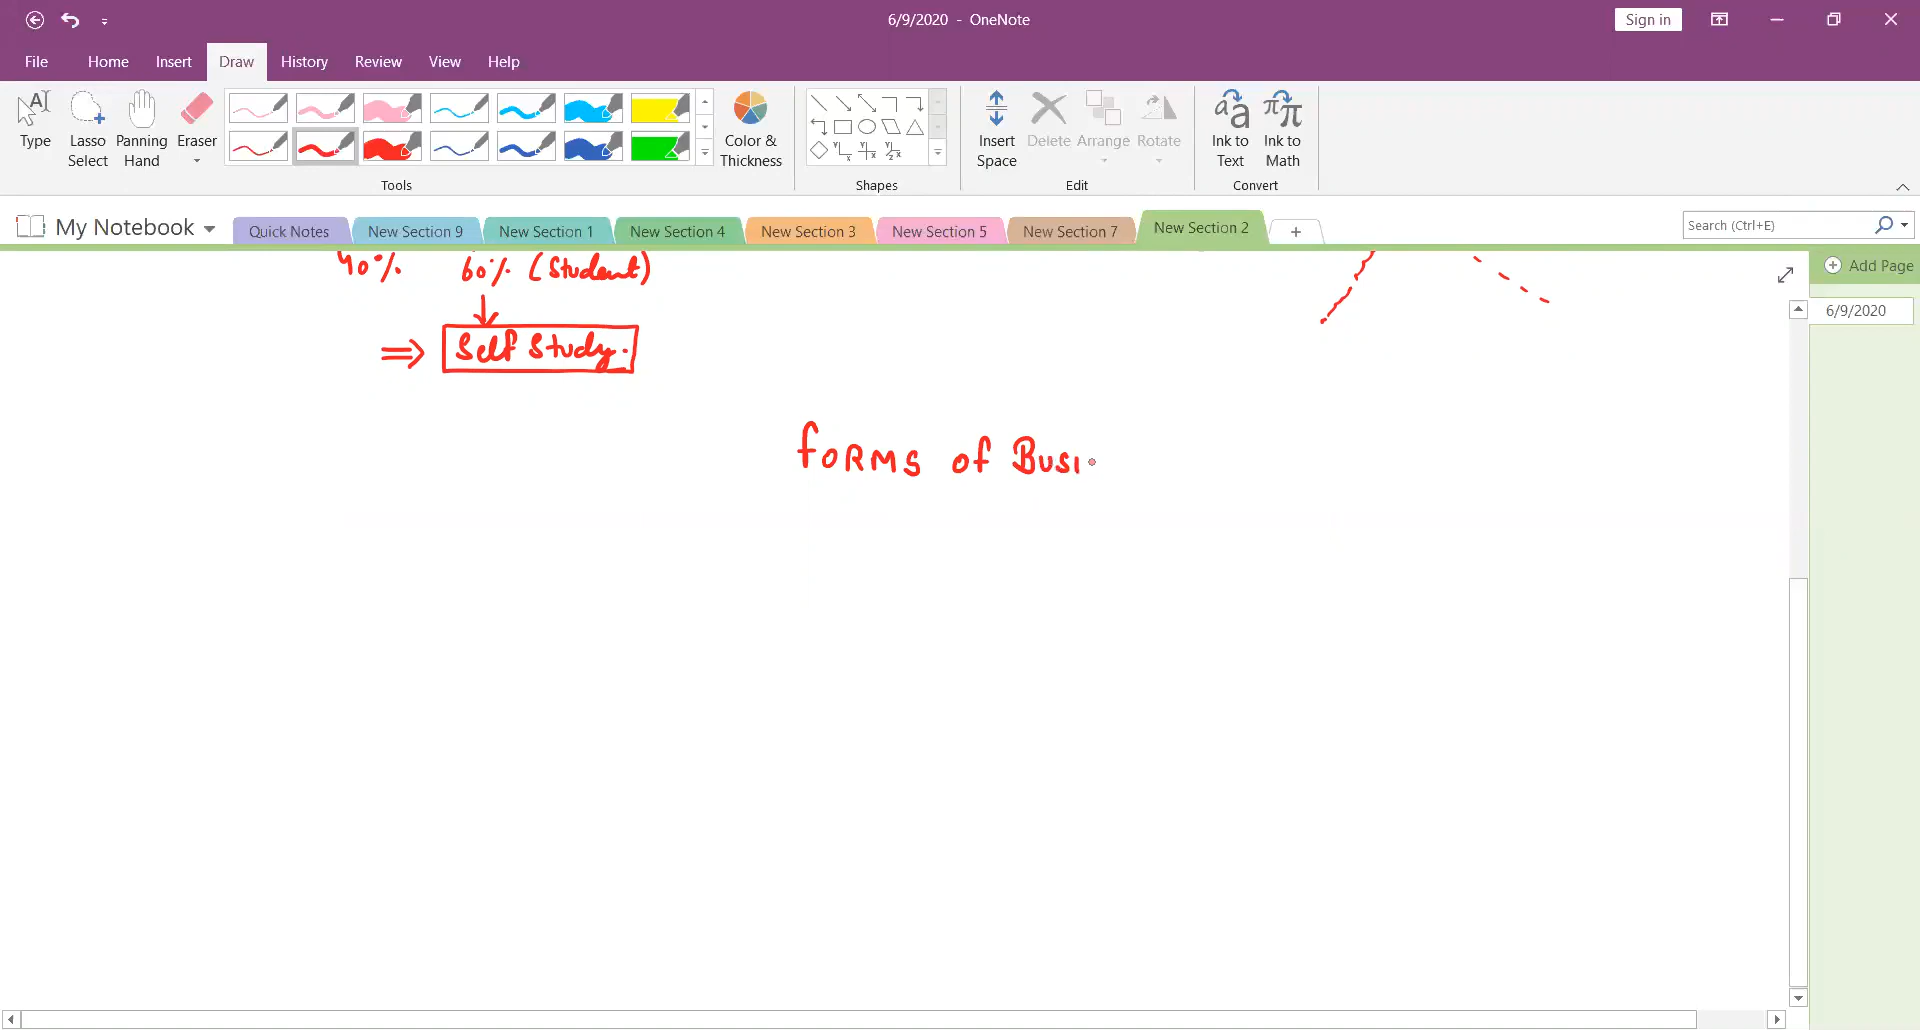 6/9/2020 - OneNote
Sign in
File Home Insert Draw History Review View Help
Type
Lasso Select
Panning Hand
Eraser
Color & Thickness
Insert Space
Delete
Arrange
Rotate
Ink to Text
Ink to Math
Tools Shapes Edit Convert
My Notebook Quick Notes New Section 9 New Section 1 New Section 4 New Section 3 New Section 5 New Section 7 New Section 2 Search (Ctrl+E)
Add Page
6/9/2020
40% 60% (Student)
Self Study.
FORMS of BUSI